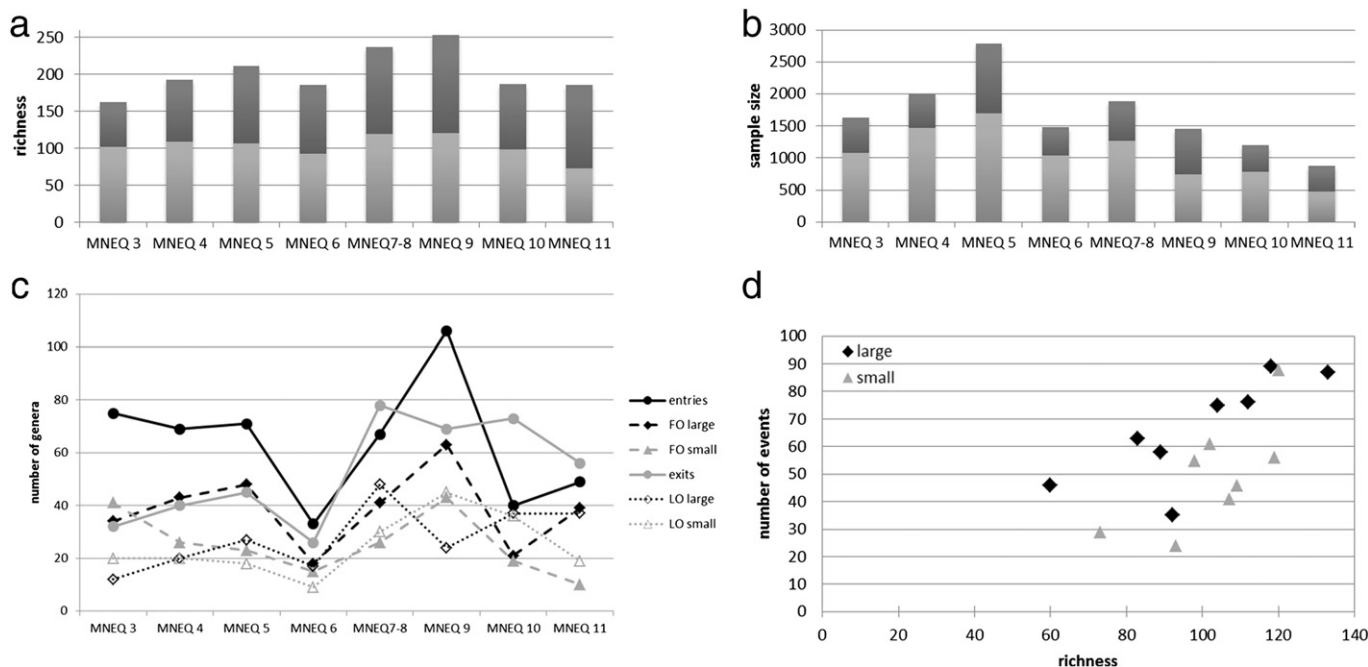 a
richness
250
200
150
100
50
0
MNEQ 3 MNEQ 4 MNEQ 5 MNEQ 6 MNEQ7-8 MNEQ 9 MNEQ 10 MNEQ 11
b
sample size
3000
2500
2000
1500
1000
500
0
MNEQ 3 MNEQ 4 MNEQ 5 MNEQ 6 MNEQ7-8 MNEQ 9 MNEQ 10 MNEQ 11
c
number of genera
120
100
80
60
40
20
0
MNEQ 3 MNEQ 4 MNEQ 5 MNEQ 6 MNEQ7-8 MNEQ 9 MNEQ 10 MNEQ 11
entries
FO large
FO small
exits
LO large
LO small
d
number of events
100
90
80
70
60
50
40
30
20
10
0
large
small
0 20 40 60 80 100 120 140
richness